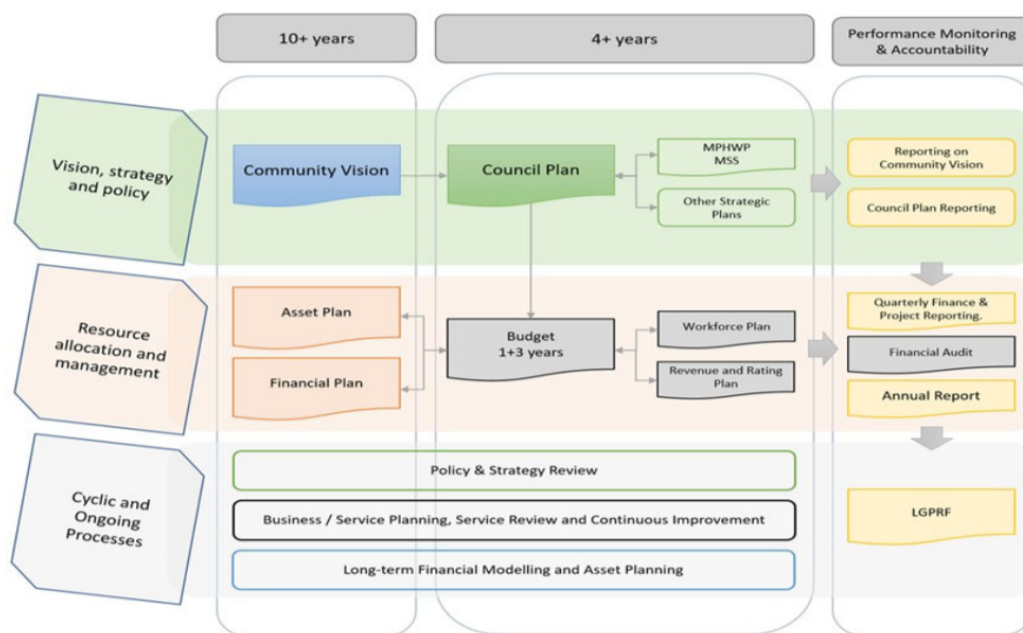 10+ years
4+ years
Performance Monitoring
& Accountability
Vision, strategy
and policy
Community Vision
Council Plan
MPHWP
MSS
Other Strategic
Plans
Reporting on
Community Vision
Council Plan Reporting
Resource
allocation and
management
Asset Plan
Financial Plan
Budget
1+3 years
Workforce Plan
Revenue and Rating
Plan
Quarterly Finance &
Project Reporting.
Financial Audit
Annual Report
Cyclic and
Ongoing
Processes
Policy & Strategy Review
Business / Service Planning, Service Review and Continuous Improvement
Long-term Financial Modelling and Asset Planning
LGPRF